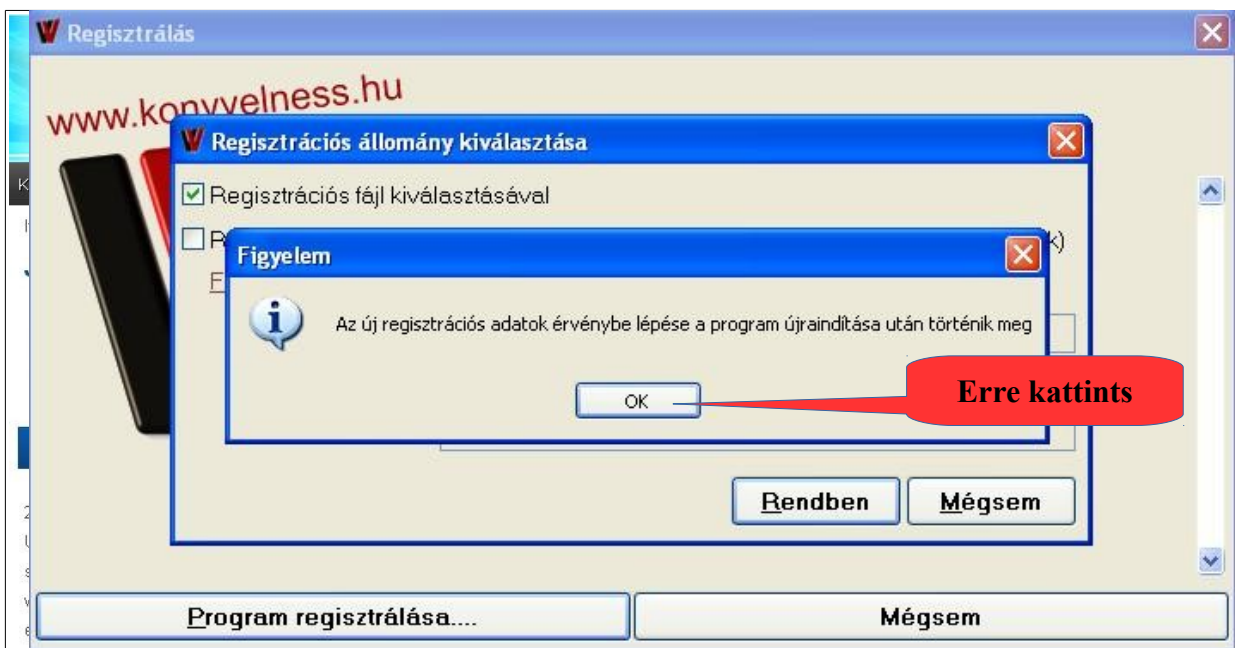 Regisztrálás
www.konyvelness.hu
Regisztrációs állomány kiválasztása
Regisztrációs fájl kiválasztásával
Figyelem
Az új regisztrációs adatok érvénybe lépése a program újraindítása után történik meg
OK
Erre kattints
Rendben
Mégsem
Program regisztrálása....
Mégsem